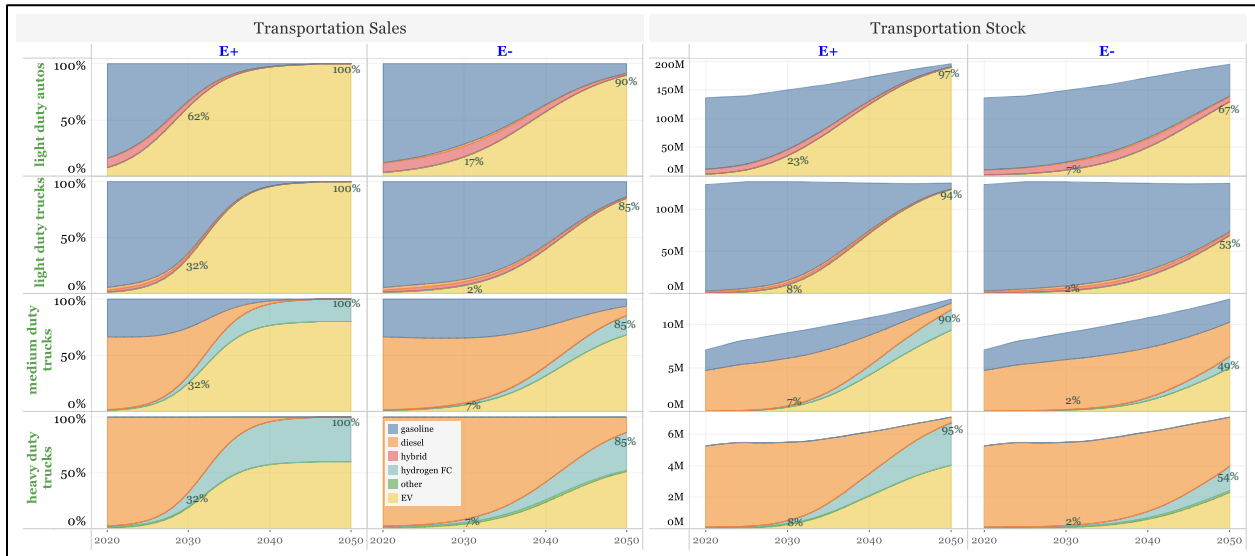 Transportation Sales
Transportation Stock
E+
E-
E+
E-
light duty autos
100%
50%
0%
62%
100%
100%
50%
0%
17%
90%
200M
150M
100M
50M
0M
23%
97%
7%
67%
light duty trucks
100%
50%
0%
32%
100%
2%
85%
100M
50M
0M
8%
94%
2%
53%
medium duty
trucks
100%
50%
0%
32%
100%
7%
85%
10M
5M
0M
7%
90%
2%
49%
heavy duty
trucks
100%
50%
0%
32%
100%
gasoline
diesel
hybrid
hydrogen FC
other
EV
7%
85%
6M
4M
2M
0M
8%
95%
2%
54%
2020
2030
2040
2050
2030
2040
2050
2020
2030
2040
2050
2020
2030
2040
2050